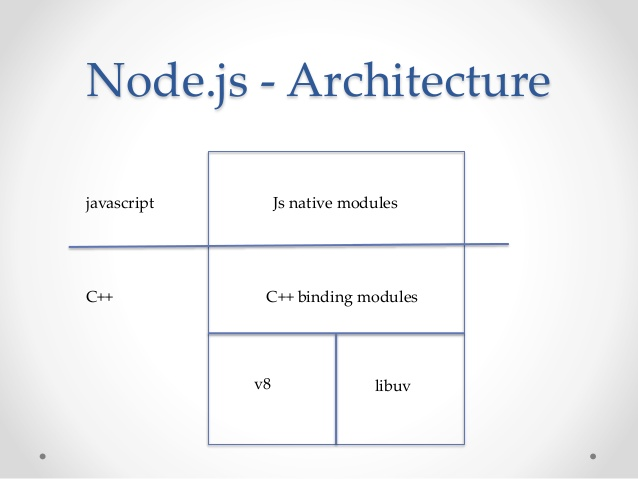 Node.js - Architecture
javascript
Js native modules
C++
C++ binding modules
v8
libuv